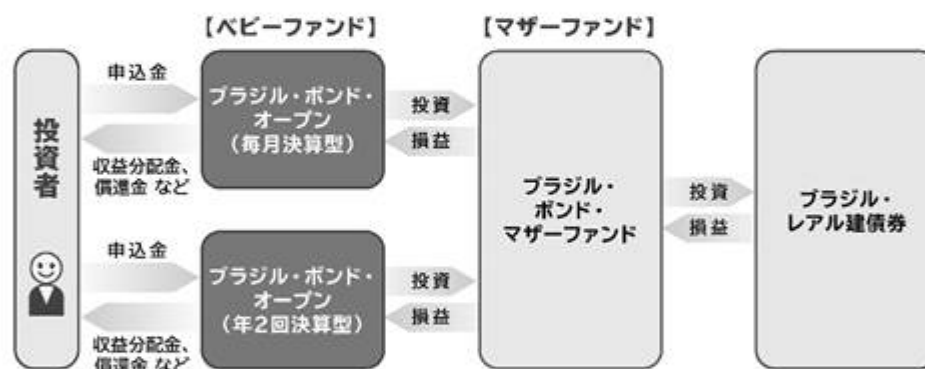 【ベビーファンド】
【マザーファンド】
投資者
申込金
収益分配金、
償還金 など
ブラジル・ボンド・
オープン
（毎月決算型）
投資
損益
申込金
収益分配金、
償還金 など
ブラジル・ボンド・
オープン
（年2回決算型）
投資
損益
ブラジル・
ボンド・
マザーファンド
投資
損益
ブラジル・
レアル建債券